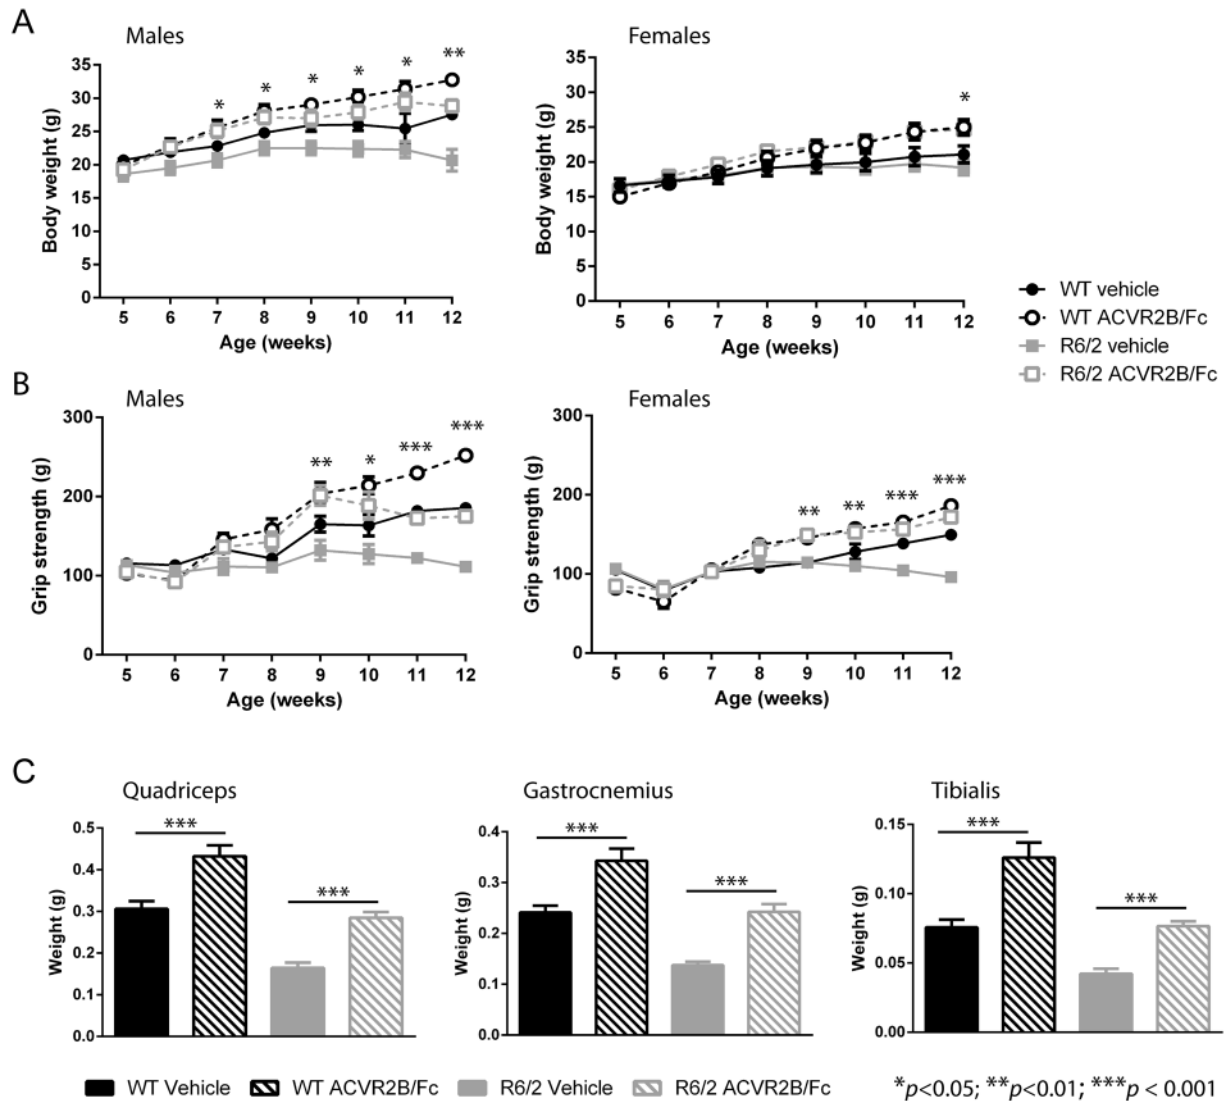 A
Males
Females
* * * * * **
*
35
30
25
20
15
10
5
0
Body weight (g)
5 6 7 8 9 10 11 12
Age (weeks)
35
30
25
20
15
10
5
0
Body weight (g)
5 6 7 8 9 10 11 12
Age (weeks)
WT vehicle
WT ACVR2B/Fc
R6/2 vehicle
R6/2 ACVR2B/Fc
B
Males
Females
** * *** ***
** ** *** ***
300
200
100
0
Grip strength (g)
5 6 7 8 9 10 11 12
Age (weeks)
300
200
100
0
Grip strength (g)
5 6 7 8 9 10 11 12
Age (weeks)
C
Quadriceps
0.5
0.4
0.3
0.2
0.1
0.0
Weight (g)
***
***
Gastrocnemius
0.4
0.3
0.2
0.1
0.0
Weight (g)
***
***
Tibialis
0.15
0.10
0.05
0.00
Weight (g)
***
***
WT Vehicle WT ACVR2B/Fc R6/2 Vehicle R6/2 ACVR2B/Fc
*p<0.05; **p<0.01; ***p < 0.001